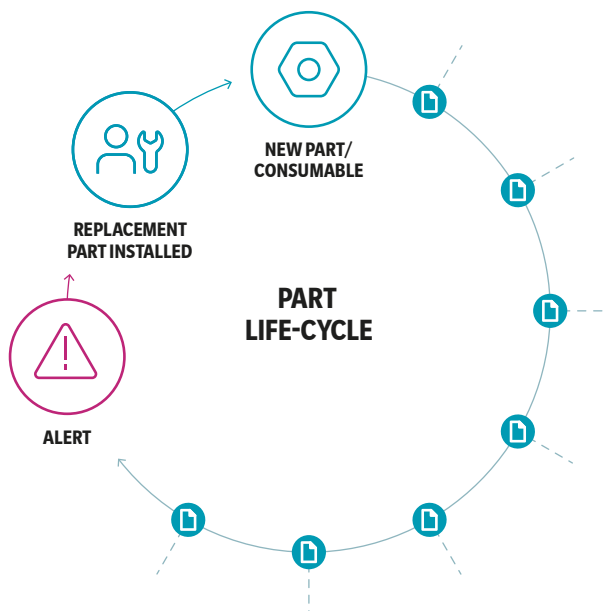 NEW PART/
CONSUMABLE
REPLACEMENT
PART INSTALLED
PART
LIFE-CYCLE
ALERT